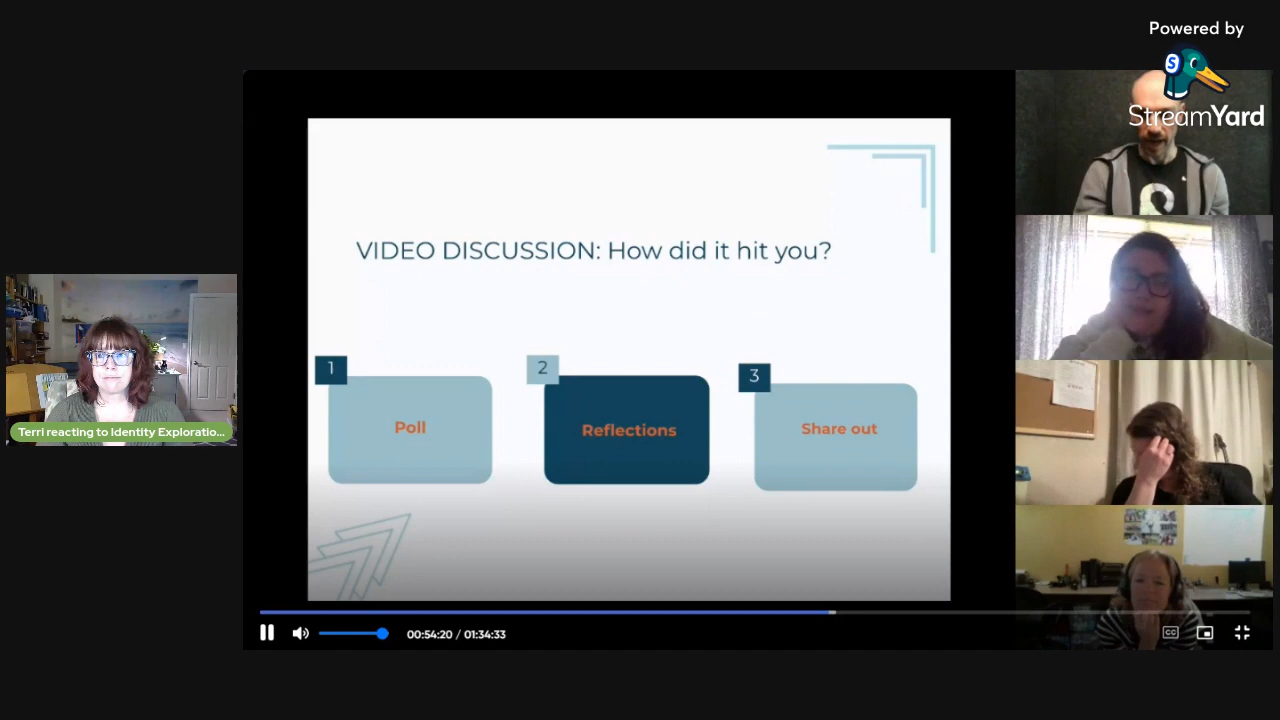 Powered by
S
StreamYard
VIDEO DISCUSSION: How did it hit you?
1
Poll
2
Reflections
3
Share out
Terri reacting to Identity Exploratio...
00:54:20 / 01:34:33
CC